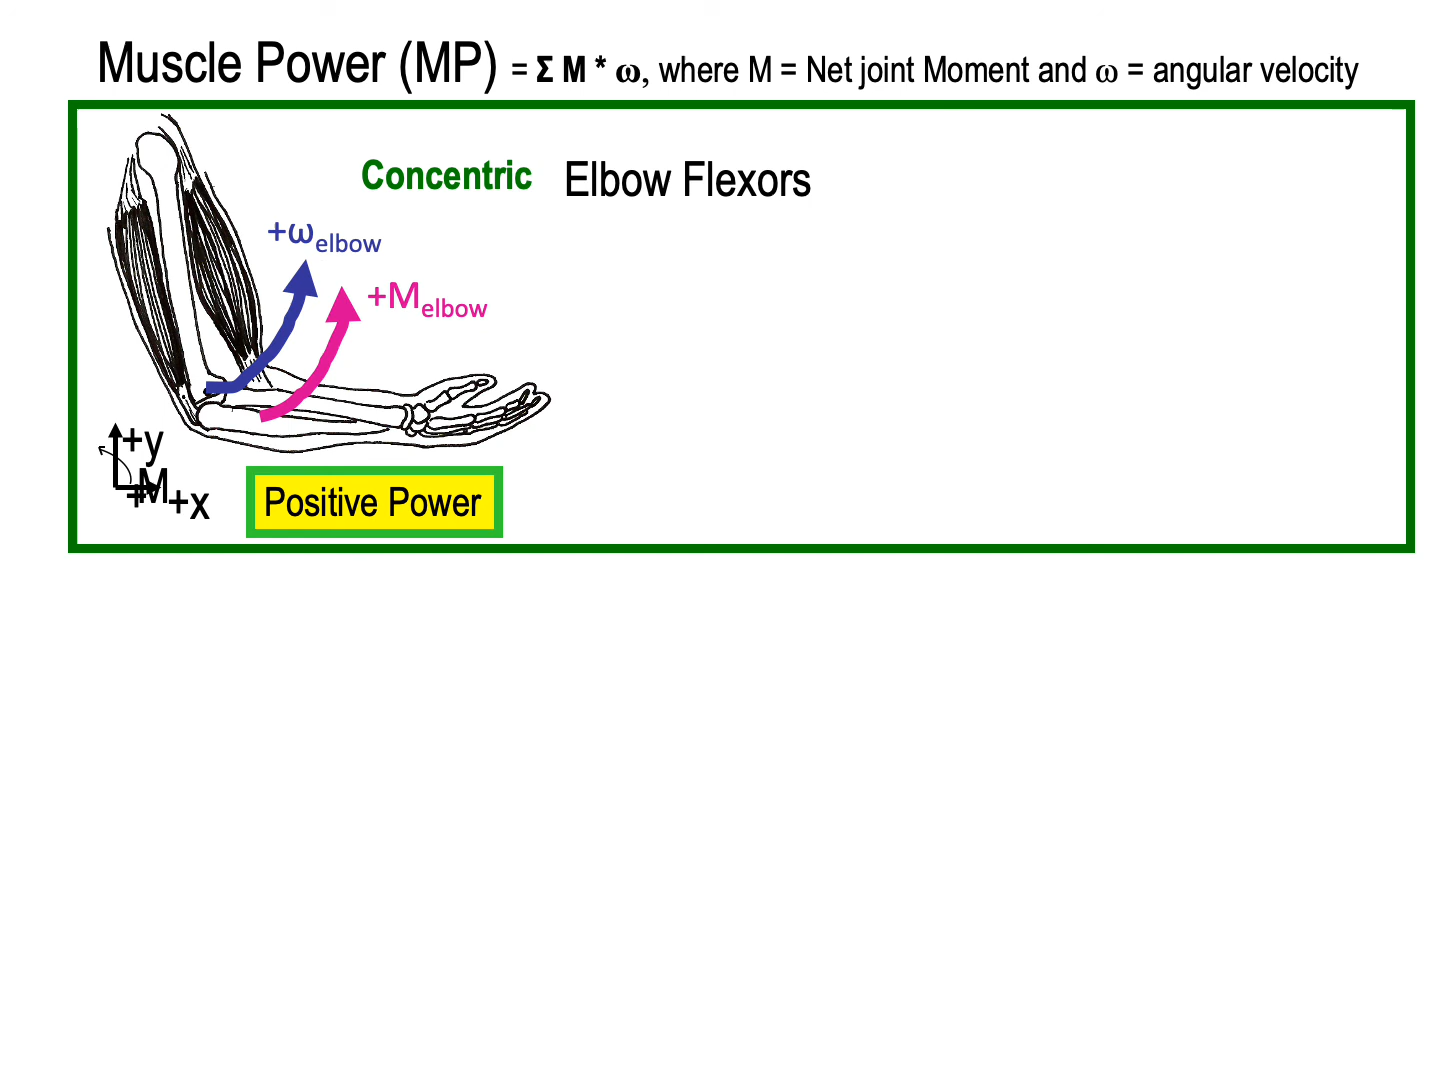 Muscle Power (MP) = Σ M * ω, where M = Net joint Moment and ω = angular velocity
Concentric Elbow Flexors
+ωelbow
+Melbow
+y
+M
+x
Positive Power